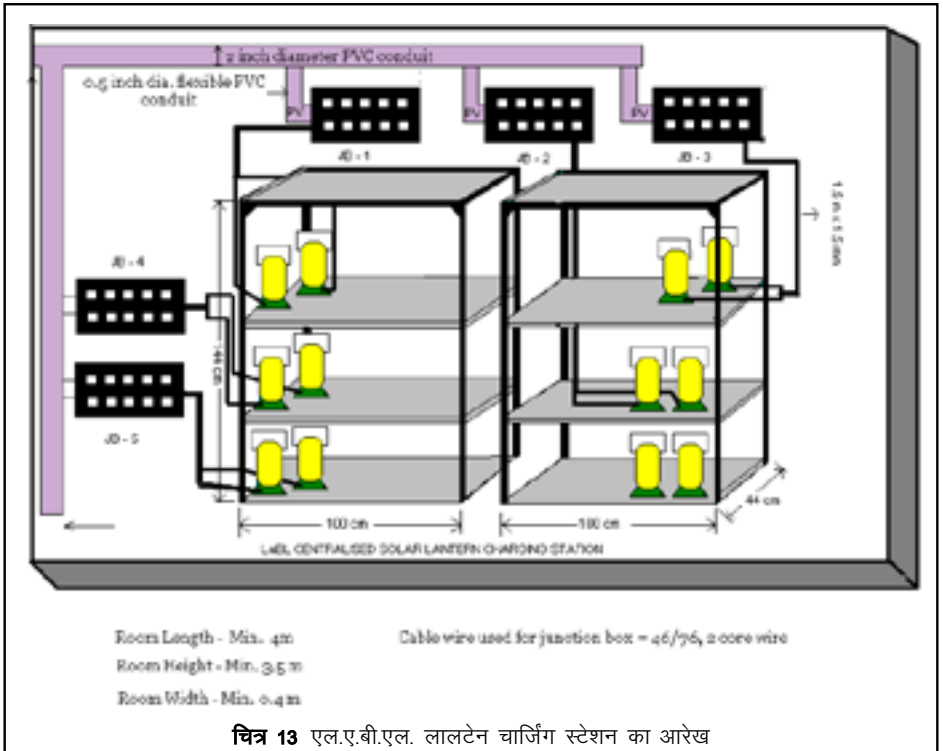 2 inch diameter PVC conduit
0.5 inch dia. flexible PVC
conduit
PV
PV
PV
JB - 1
JB - 2
JB - 3
1.5 m x 1.5 mm
JB - 4
JB - 5
100 cm
100 cm
44 cm
LABL CENTRALISED SOLAR LANTERN CHARGING STATION
Room Length - Min. 4m
Cable wire used for junction box = 46/76, 2 core wire
Room Height - Min. 3.5 m
Room Width - Min. 0.4 m
चित्र 13 एल.ए.बी.एल. लालटेन चार्जिंग स्टेशन का आरेख